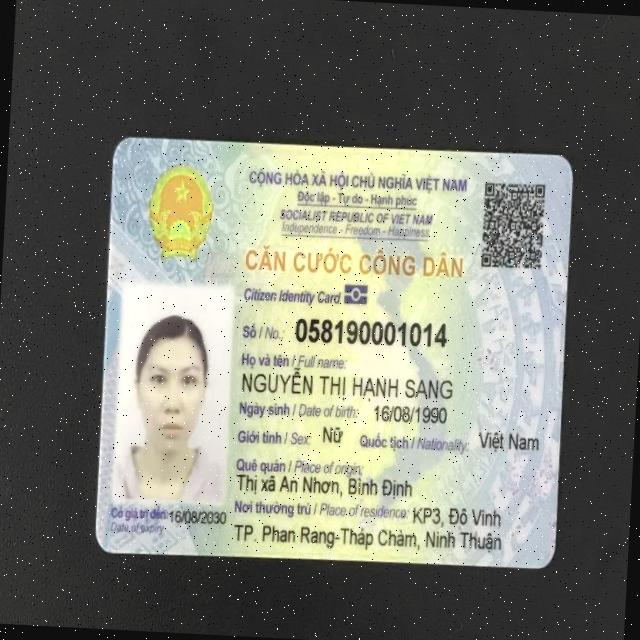 CỘNG HÒA XÃ HỘI CHỦ NGHĨA VIỆT NAM
Độc lập - Tự do - Hạnh phúc
SOCIALIST REPUBLIC OF VIET NAM
Independence - Freedom - Happiness
CĂN CƯỚC CÔNG DÂN
Citizen Identity Card
Số / No.: 058190001014
Họ và tên / Full name:
NGUYỄN THỊ HẠNH SANG
Ngày sinh / Date of birth: 16/08/1990
Giới tính / Sex: Nữ Quốc tịch / Nationality: Việt Nam
Quê quán / Place of origin:
Thị xã An Nhơn, Bình Định
Nơi thường trú / Place of residence: KP3, Đô Vinh
TP. Phan Rang-Tháp Chàm, Ninh Thuận
Có giá trị đến: 16/08/2030
Date of expiry: